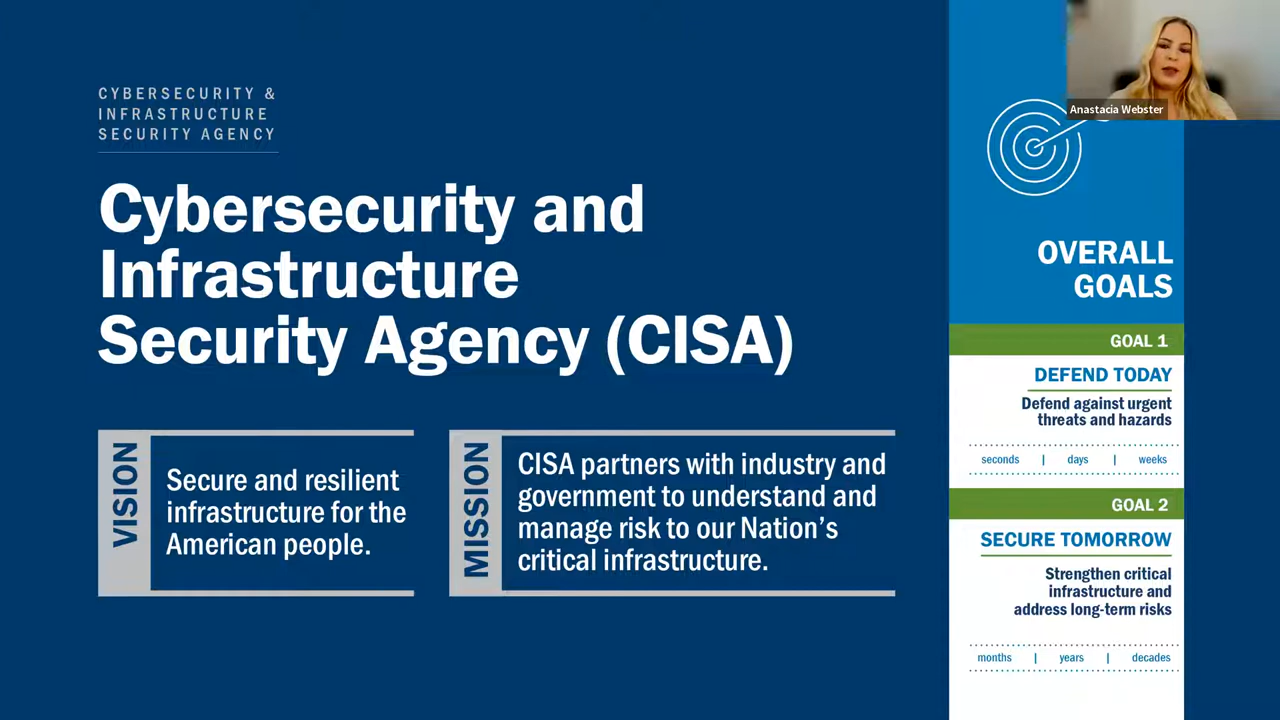 CYBERSECURITY &
INFRASTRUCTURE
SECURITY AGENCY
Cybersecurity and
Infrastructure
Security Agency (CISA)
VISION
Secure and resilient
infrastructure for the
American people.
MISSION
CISA partners with industry and
government to understand and
manage risk to our Nation’s
critical infrastructure.
Anastacia Webster
OVERALL
GOALS
GOAL 1
DEFEND TODAY
Defend against urgent
threats and hazards
seconds | days | weeks
GOAL 2
SECURE TOMORROW
Strengthen critical
infrastructure and
address long-term risks
months | years | decades